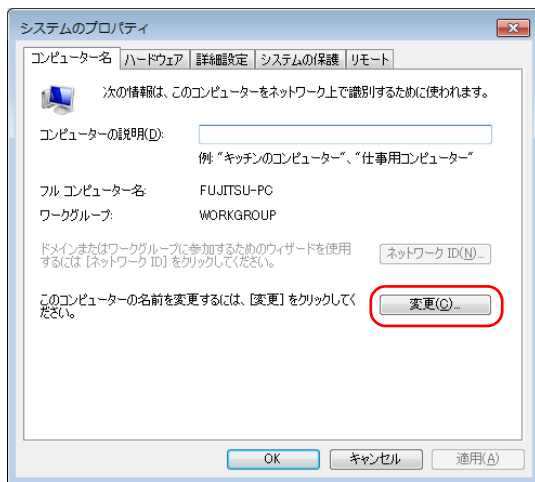 システムのプロパティ
コンピューター名 ハードウェア 詳細設定 システムの保護 リモート
次の情報は、このコンピューターをネットワーク上で識別するために使われます。
コンピューターの説明(D):
例: "キッチンのコンピューター"、"仕事用コンピューター"
フル コンピューター名: FUJITSU-PC
ワークグループ: WORKGROUP
ドメインまたはワークグループに参加するためのウィザードを使用
するには [ネットワーク ID] をクリックしてください。
ネットワーク ID(N)...
このコンピューターの名前を変更するには、[変更] をクリックしてく
ださい。
変更(C)...
OK キャンセル 適用(A)